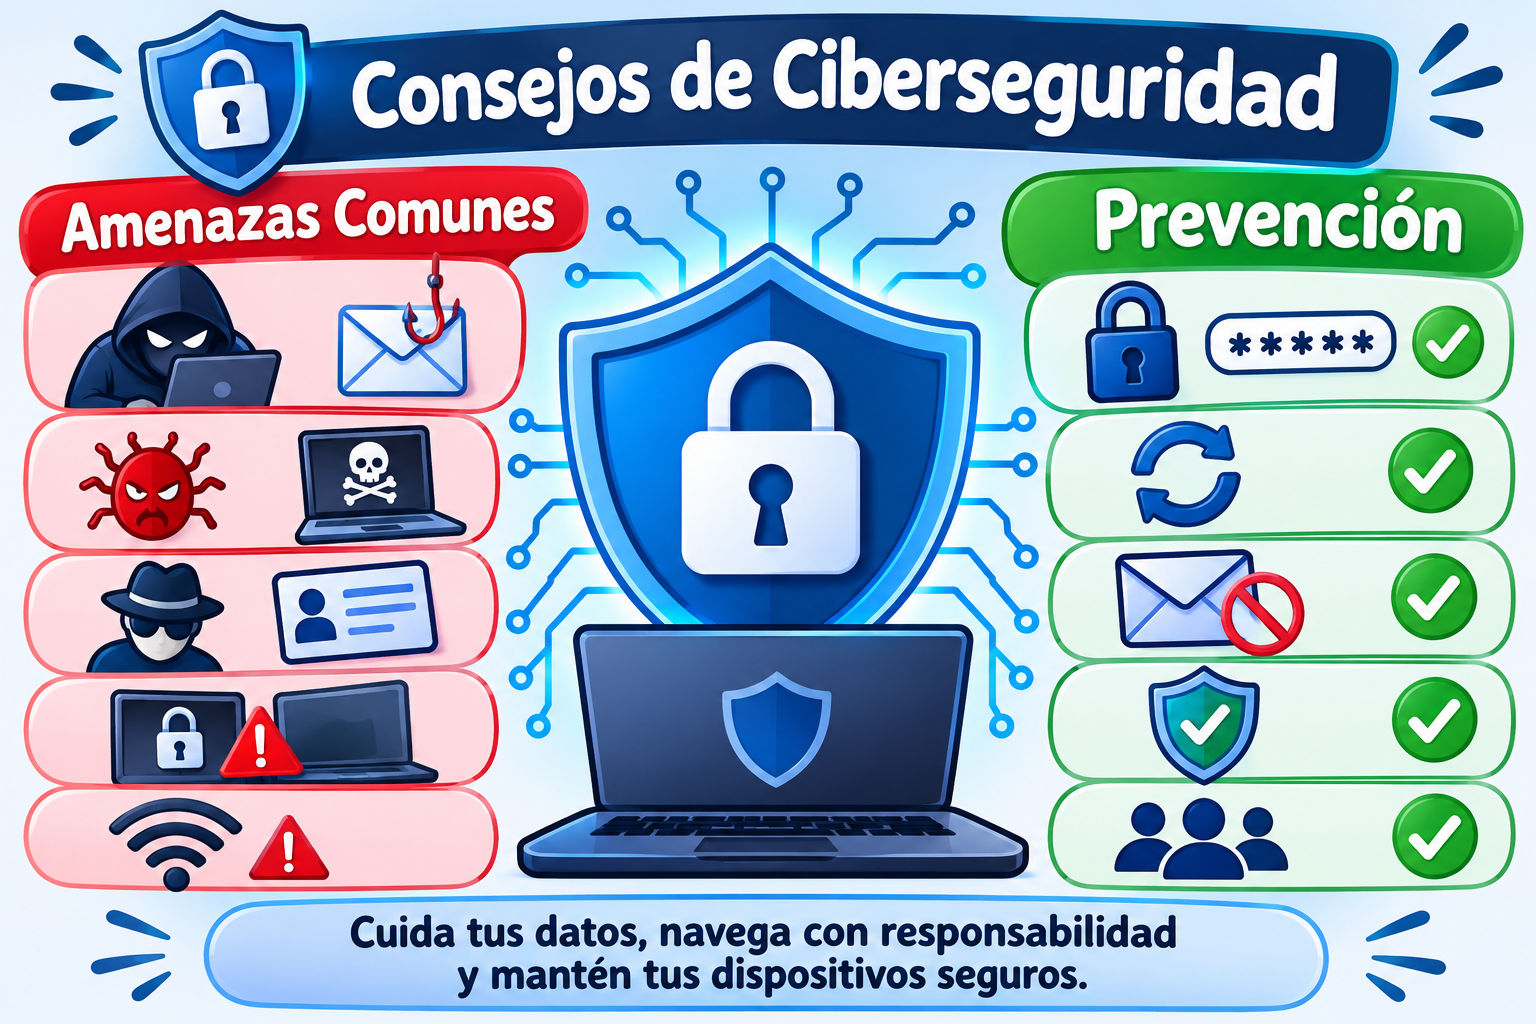 Consejos de Ciberseguridad
Amenazas Comunes
Prevención
*****
Cuida tus datos, navega con responsabilidad
y mantén tus dispositivos seguros.